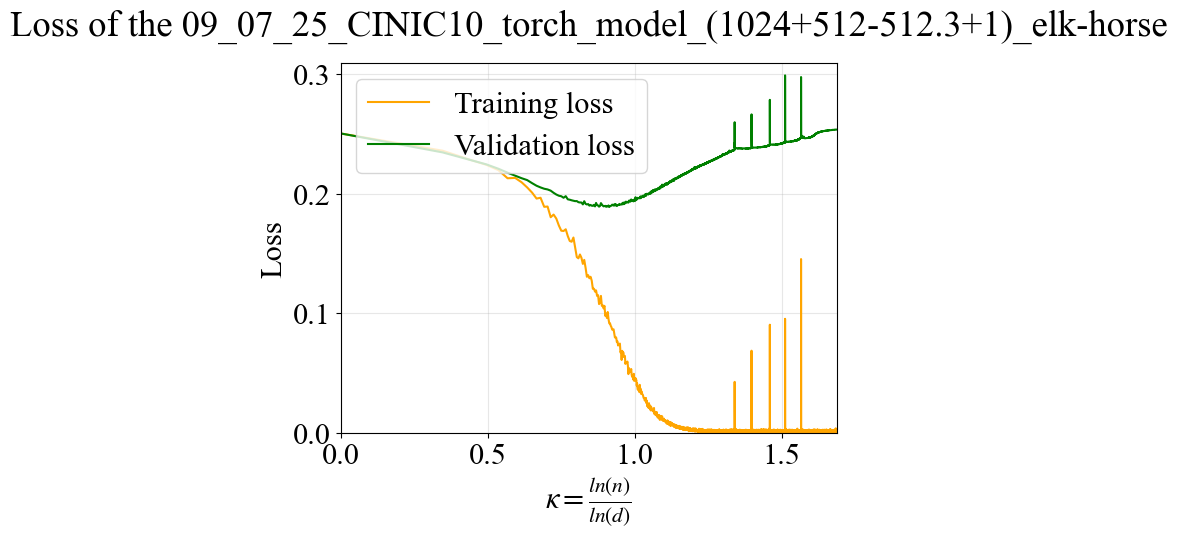 Loss of the 09_07_25_CINIC10_torch_model_(1024+512-512.3+1)_elk-horse
0.3
Training loss
Validation loss
0.2
Loss
0.1
0.0
0.0 0.5 1.0 1.5
κ = ln(n)/ln(d)